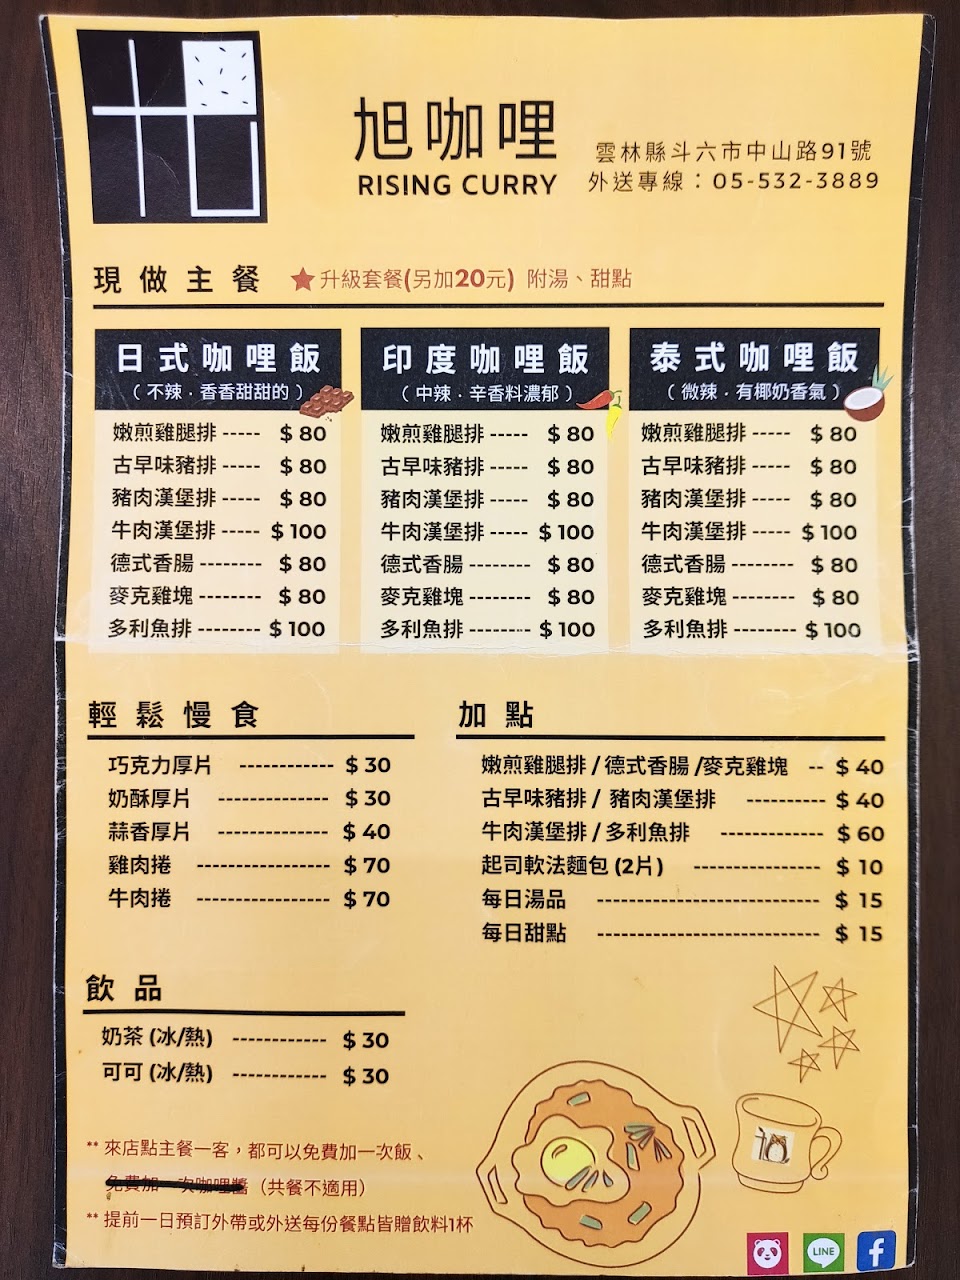 旭咖哩
RISING CURRY
雲林縣斗六市中山路91號
外送專線：05-532-3889
現做主餐 ★升級套餐(另加20元) 附湯、甜點
日式咖哩飯
（不辣．香香甜甜的）
嫩煎雞腿排 ----- $ 80
古早味豬排 ----- $ 80
豬肉漢堡排 ----- $ 80
牛肉漢堡排 ----- $ 100
德式香腸 -------- $ 80
麥克雞塊 -------- $ 80
多利魚排 -------- $ 100
印度咖哩飯
（中辣．辛香料濃郁）
嫩煎雞腿排 ----- $ 80
古早味豬排 ----- $ 80
豬肉漢堡排 ----- $ 80
牛肉漢堡排 ----- $ 100
德式香腸 -------- $ 80
麥克雞塊 -------- $ 80
多利魚排 -------- $ 100
泰式咖哩飯
（微辣．有椰奶香氣）
嫩煎雞腿排 ----- $ 80
古早味豬排 ----- $ 80
豬肉漢堡排 ----- $ 80
牛肉漢堡排 ----- $ 100
德式香腸 -------- $ 80
麥克雞塊 -------- $ 80
多利魚排 -------- $ 100
輕鬆慢食
巧克力厚片 ------------ $ 30
奶酥厚片 -------------- $ 30
蒜香厚片 -------------- $ 40
雞肉捲 ----------------- $ 70
牛肉捲 ----------------- $ 70
加點
嫩煎雞腿排 / 德式香腸 /麥克雞塊 -- $ 40
古早味豬排 / 豬肉漢堡排 ---------- $ 40
牛肉漢堡排 / 多利魚排 ------------- $ 60
起司軟法麵包 (2片) ---------------- $ 10
每日湯品 ---------------------------- $ 15
每日甜點 ---------------------------- $ 15
飲品
奶茶 (冰/熱) ------------ $ 30
可可 (冰/熱) ------------ $ 30
** 來店點主餐一客，都可以免費加一次飯、
免費加一次咖哩醬（共餐不適用）
** 提前一日預訂外帶或外送每份餐點皆贈飲料1杯
LINE
f